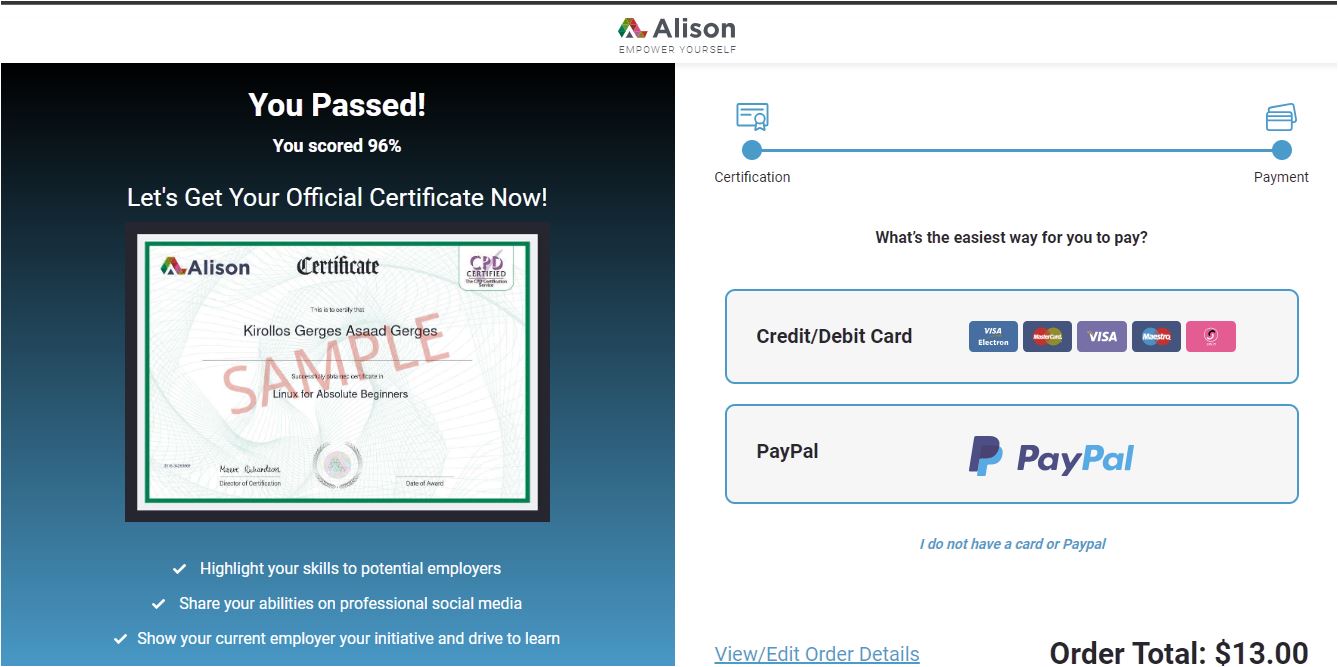 Alison
EMPOWER YOURSELF
You Passed!
You scored 96%
Let's Get Your Official Certificate Now!
Alison
Certificate
CPD
CERTIFIED
The CPD Certification
Service
This is to certify that
Kirollos Gerges Asaad Gerges
SAMPLE
Successfully obtained certificate in
Linux for Absolute Beginners
Director of Certification
Date of Award
Highlight your skills to potential employers
Share your abilities on professional social media
Show your current employer your initiative and drive to learn
Certification
Payment
What's the easiest way for you to pay?
Credit/Debit Card
VISA
Electron
MasterCard
VISA
Maestro
PayPal
PayPal
I do not have a card or Paypal
View/Edit Order Details
Order Total: $13.00